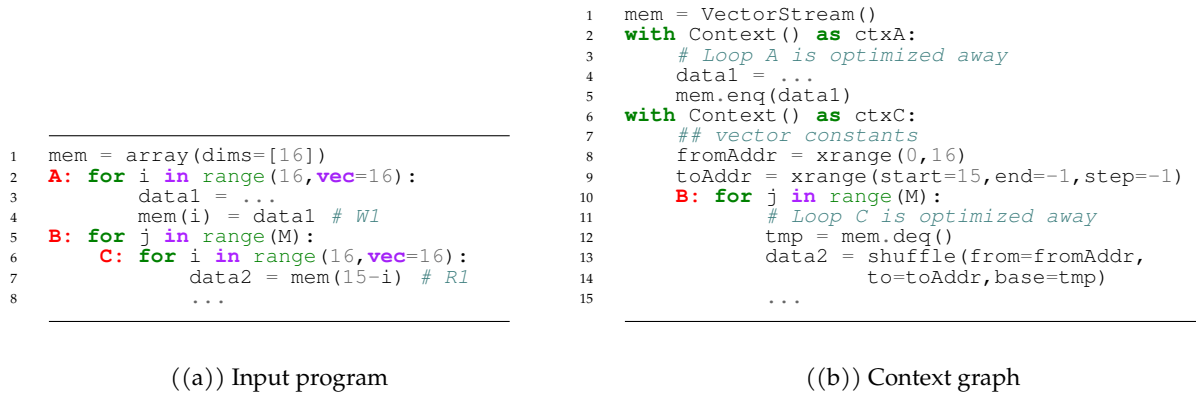 1 mem = array(dims=[16])
2 A: for i in range(16,vec=16):
3 data1 = ...
4 mem(i) = data1 # W1
5 B: for j in range(M):
6 C: for i in range(16,vec=16):
7 data2 = mem(15-i) # R1
8 ...
((a)) Input program
1 mem = VectorStream()
2 with Context() as ctxA:
3 # Loop A is optimized away
4 data1 = ...
5 mem.enq(data1)
6 with Context() as ctxC:
7 ## vector constants
8 fromAddr = xrange(0,16)
9 toAddr = xrange(start=15,end=-1,step=-1)
10 B: for j in range(M):
11 # Loop C is optimized away
12 tmp = mem.deq()
13 data2 = shuffle(from=fromAddr,
14 to=toAddr,base=tmp)
15 ...
((b)) Context graph